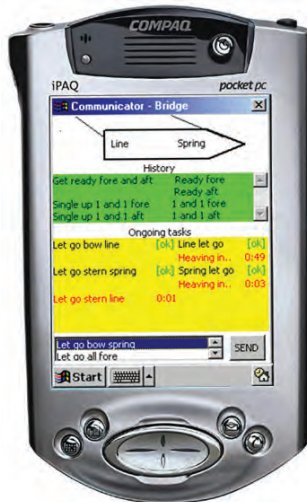 COMPAQ
iPAQ pocket pc
Communicator - Bridge
Line Spring
History
Get ready fore and aft Ready fore
Ready aft
Single up 1 and 1 fore 1 and 1 fore
Single up 1 and 1 aft 1 and 1 aft
Ongoing tasks
Let go bow line [ok] Line let go [ok]
Heaving in.. 0:49
Let go stern spring [ok] Spring let go [ok]
Heaving in.. 0:03
Let go stern line 0:01
Let go bow spring
Let go all fore
SEND
Start